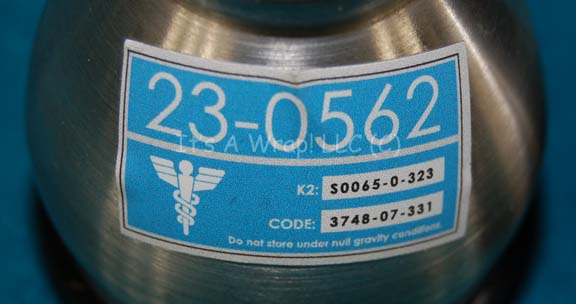 23-0562
It's A Wrap! LLC (C)
K2: S0065-0-323
CODE: 3748-07-331
Do not store under null gravity conditions.